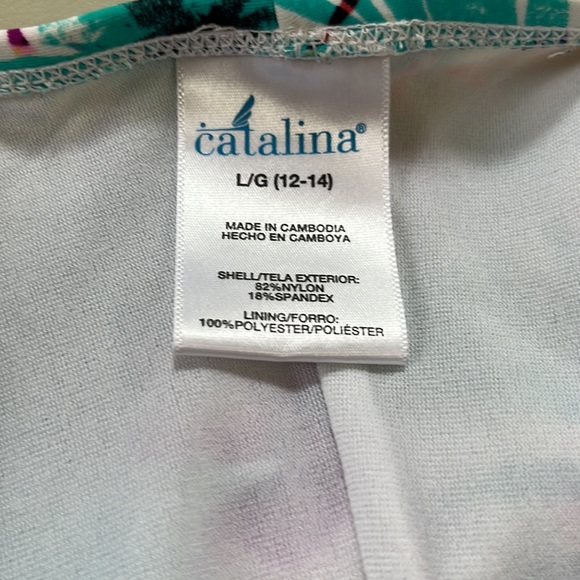 catalina®
L/G (12-14)
MADE IN CAMBODIA
HECHO EN CAMBOYA
SHELL/TELA EXTERIOR:
82%NYLON
18%SPANDEX
LINING/FORRO:
100%POLYESTER/POLIÉSTER